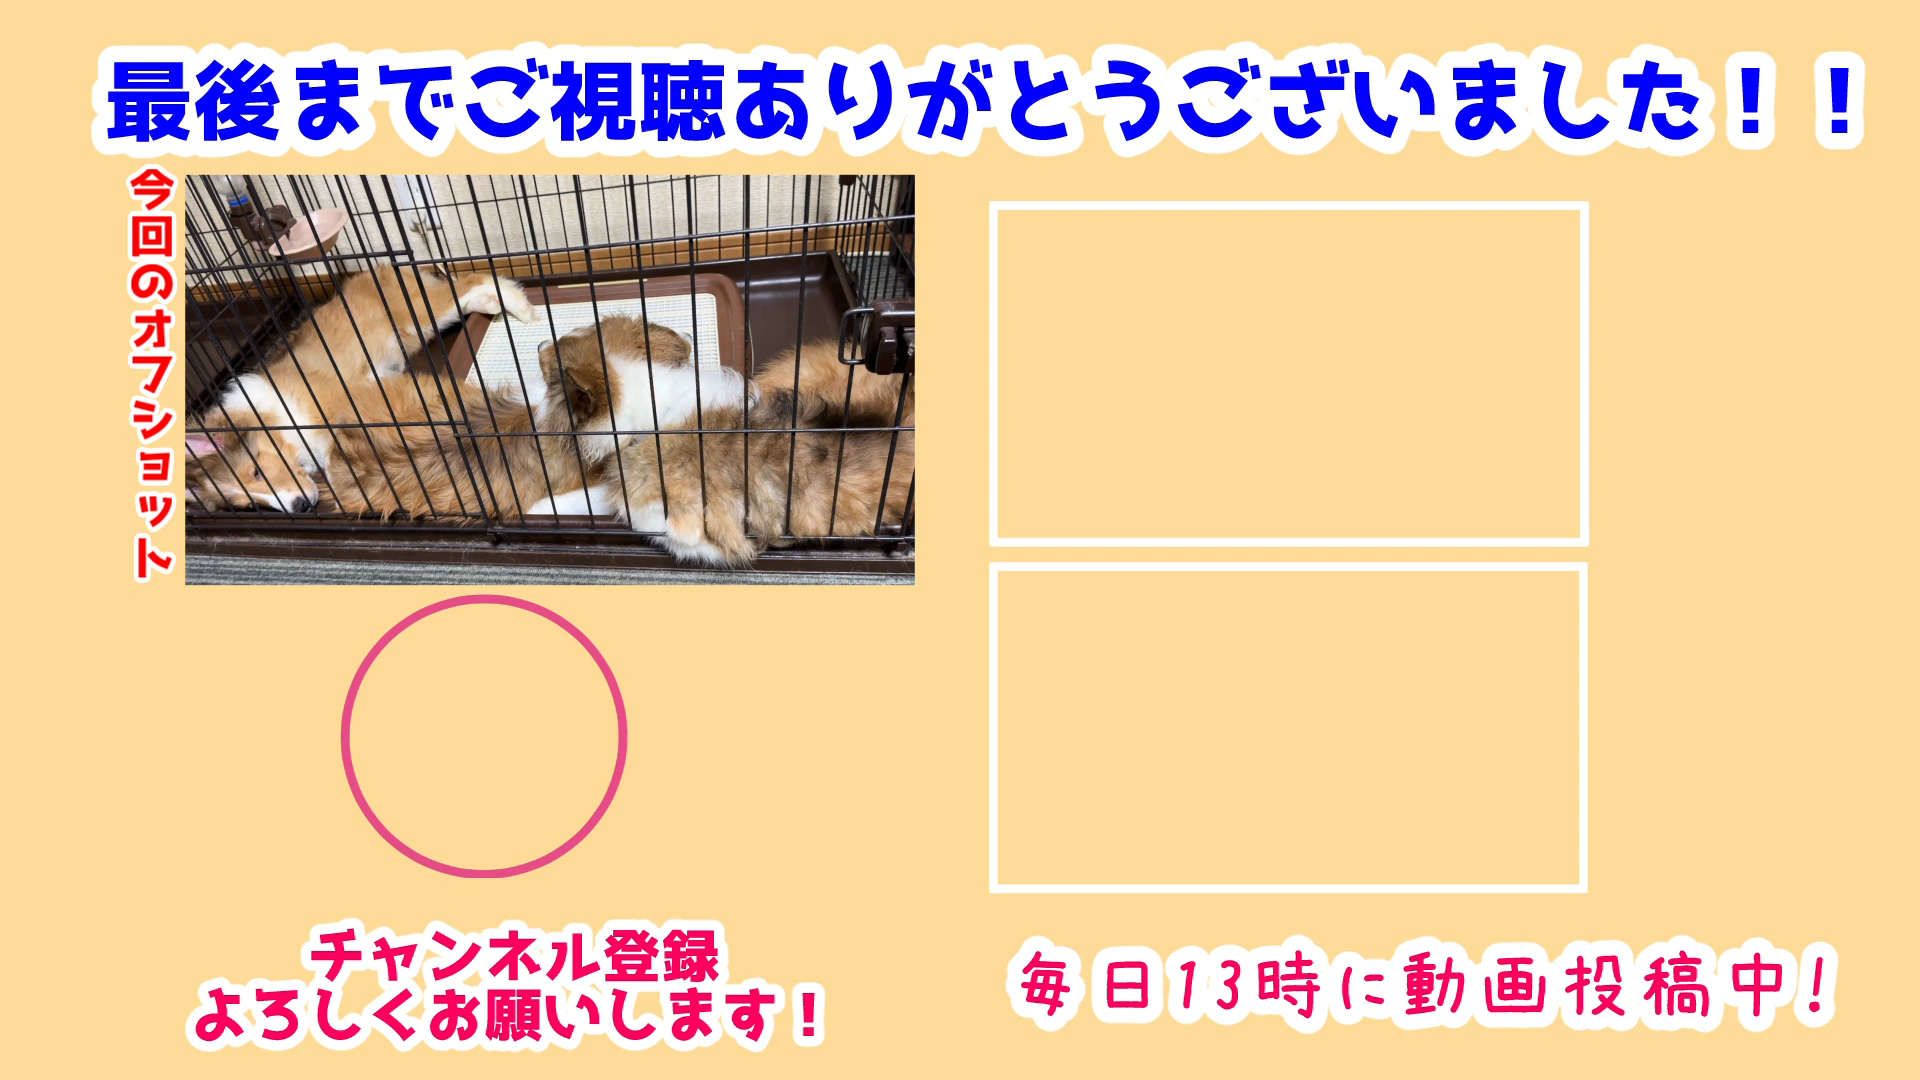 最後までご視聴ありがとうございました！！
今回のオフショット
チャンネル登録
よろしくお願いします！
毎日13時に動画投稿中！